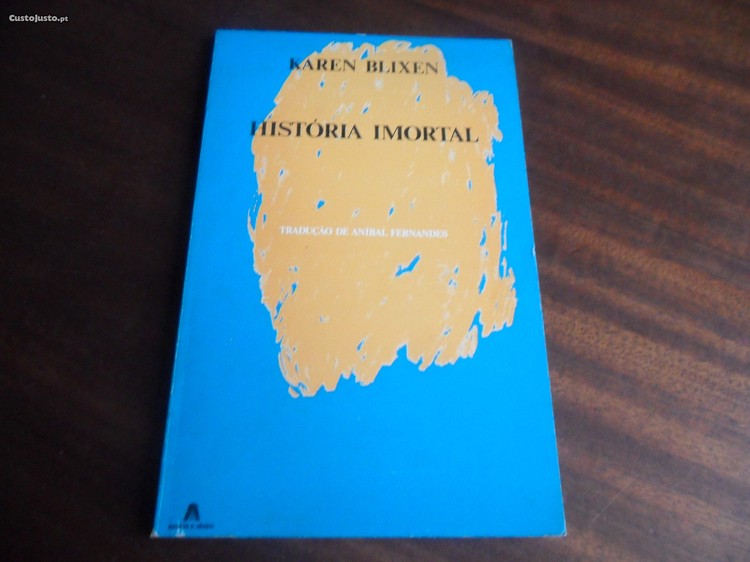 CustoJusto.pt
KAREN BLIXEN
HISTÓRIA IMORTAL
TRADUÇÃO DE ANÍBAL FERNANDES